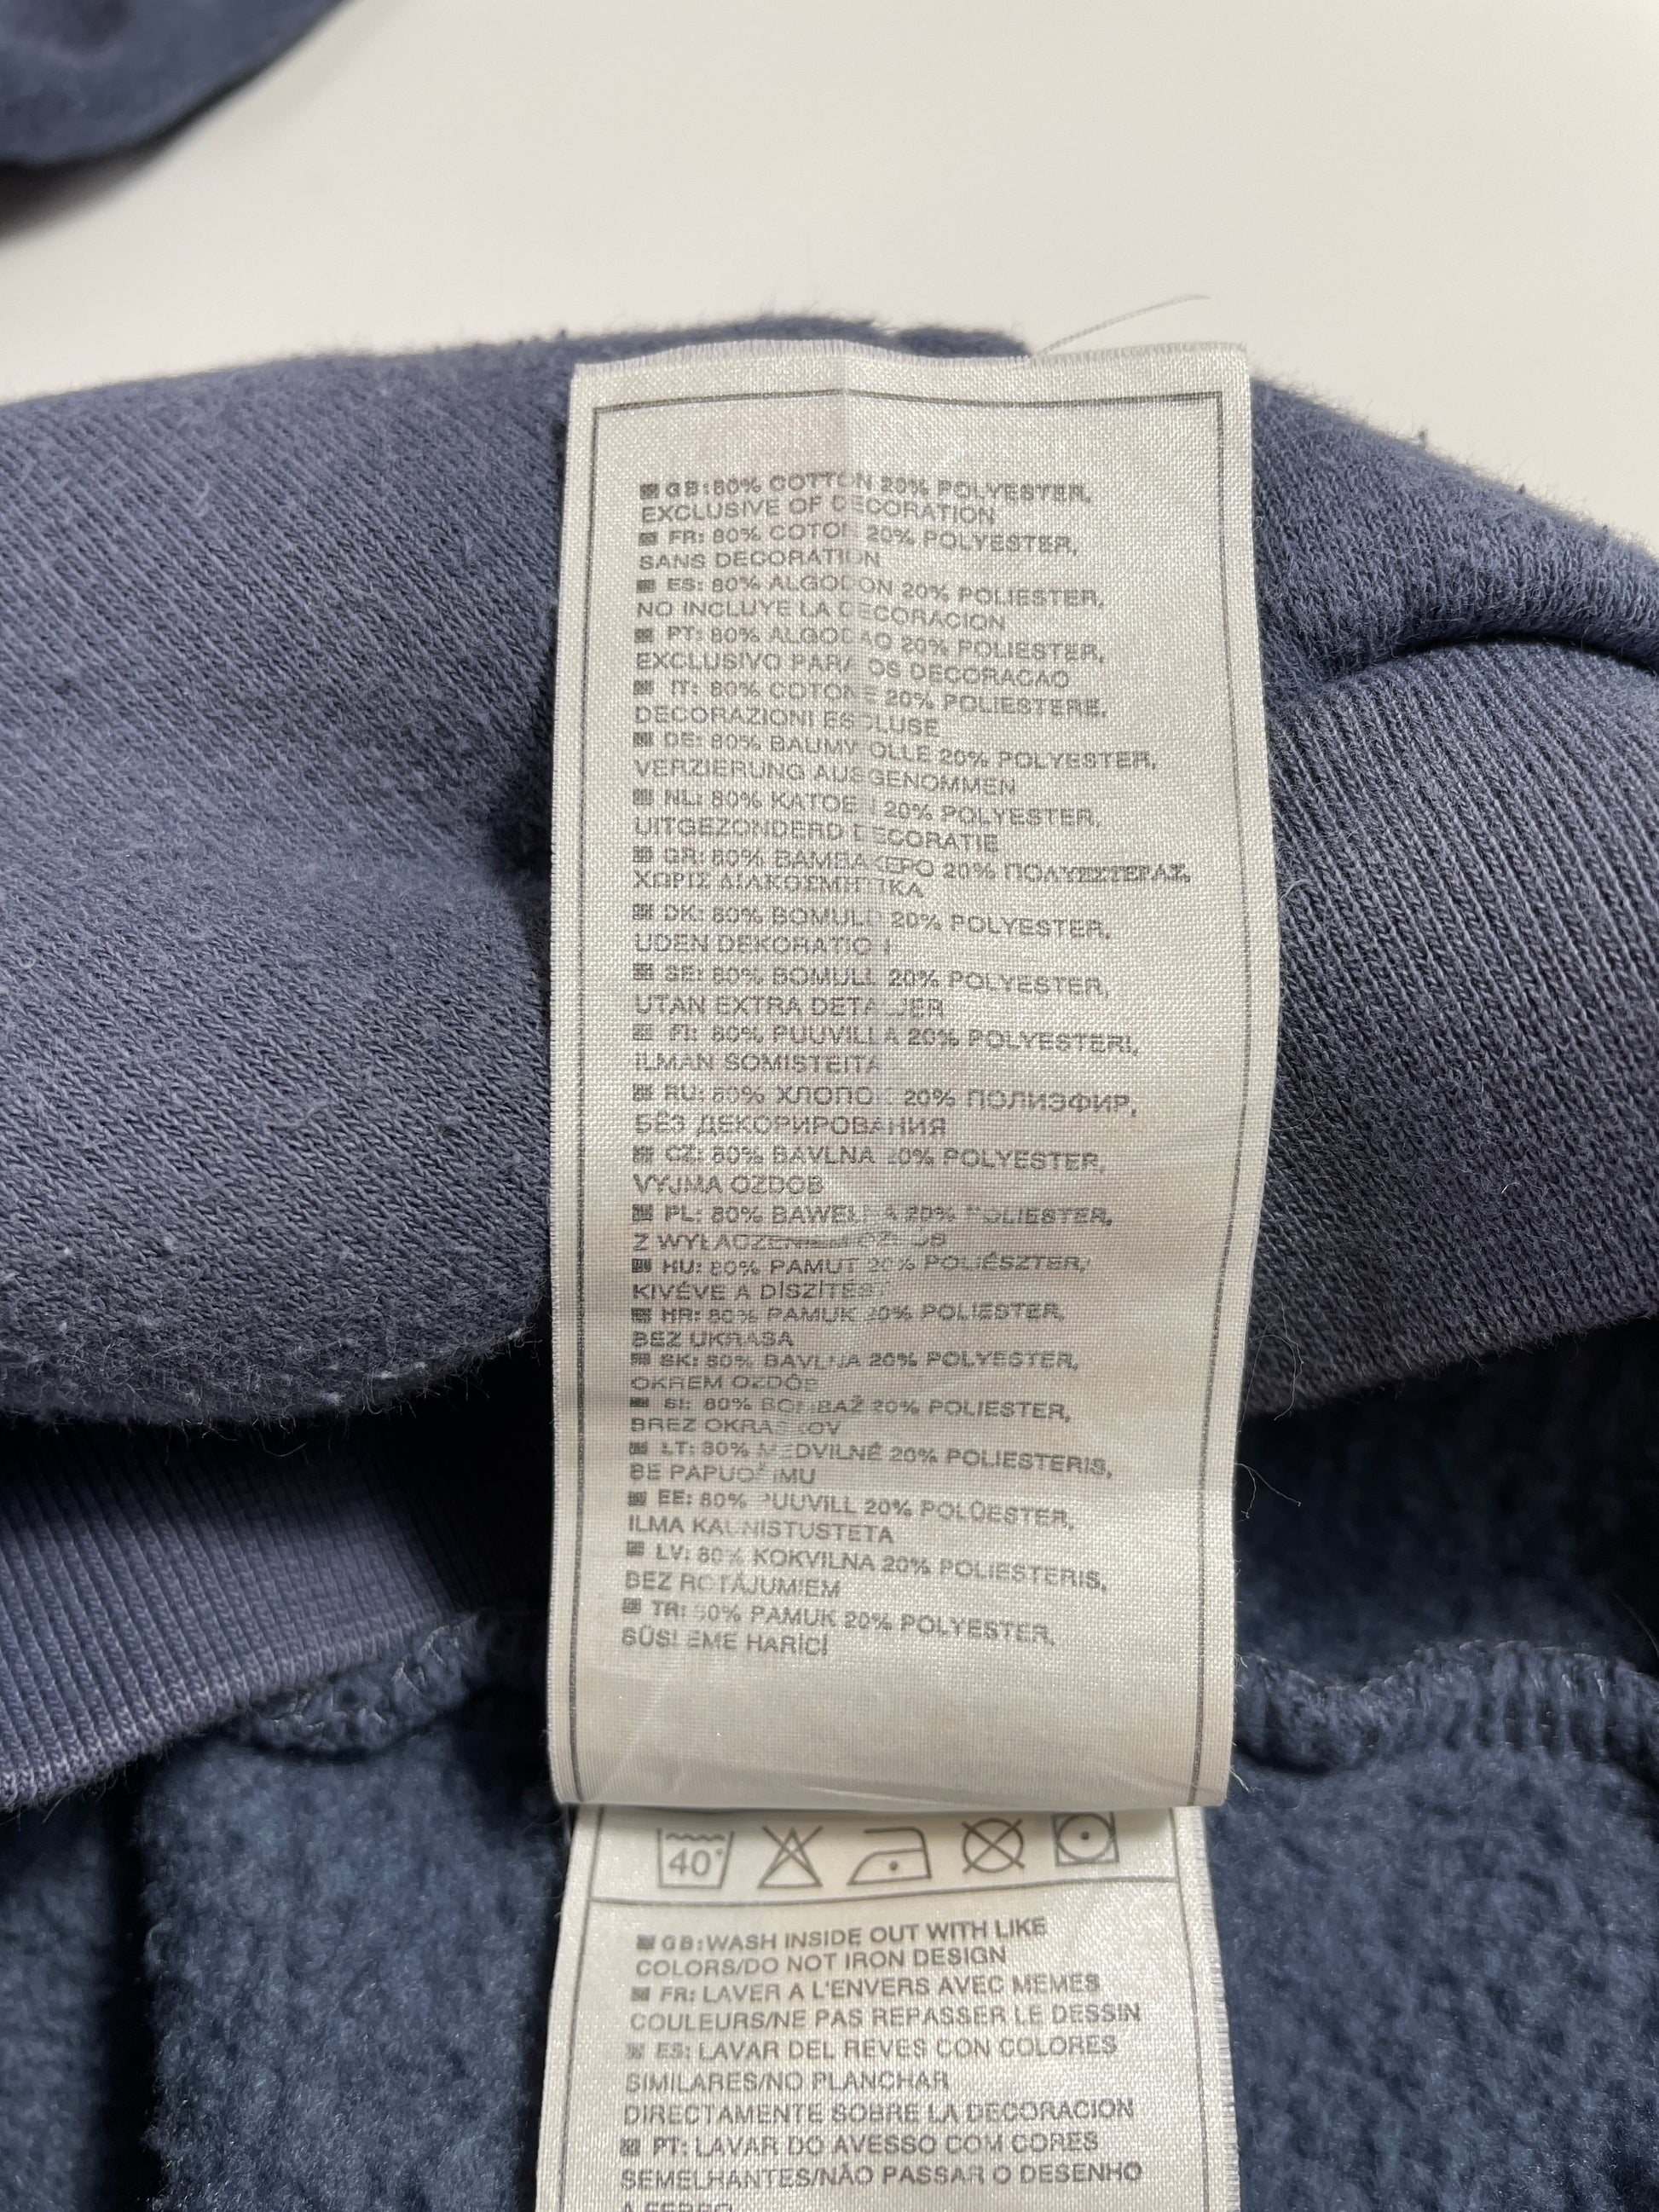 GB: 80% COTTON 20% POLYESTER,
EXCLUSIVE OF DECORATION
FR: 80% COTON 20% POLYESTER,
SANS DECORATION
ES: 80% ALGODON 20% POLIESTER,
NO INCLUYE LA DECORACION
PT: 80% ALGODAO 20% POLIESTER,
EXCLUSIVO PARA OS DECORACAO
IT: 80% COTONE 20% POLIESTERE,
DECORAZIONI ESCLUSE
DE: 80% BAUMWOLLE 20% POLYESTER,
VERZIERUNG AUSGENOMMEN
NL: 80% KATOEN 20% POLYESTER,
UITGEZONDERD DECORATIE
GR: 80% ΒΑΜΒΑΚΕΡΟ 20% ΠΟΛΥΕΣΤΕΡΑΣ,
ΧΩΡΙΣ ΔΙΑΚΟΣΜΗΤΙΚΑ
DK: 80% BOMULD 20% POLYESTER,
UDEN DEKORATION
SE: 80% BOMULL 20% POLYESTER,
UTAN EXTRA DETALJER
FI: 80% PUUVILLA 20% POLYESTERI,
ILMAN SOMISTEITA
RU: 80% ХЛОПОК 20% ПОЛИЭФИР,
БЕЗ ДЕКОРИРОВАНИЯ
CZ: 80% BAVLNA 20% POLYESTER,
VYJMA OZDOB
PL: 80% BAWELNA 20% POLIESTER,
Z WYŁACZENIEM OZDOB
HU: 80% PAMUT 20% POLIÉSZTER,
KIVÉVE A DÍSZÍTÉST
HR: 80% PAMUK 20% POLIESTER,
BEZ UKRASA
SK: 80% BAVLNA 20% POLYESTER,
OKREM OZDÔB
SI: 80% BOMBAŽ 20% POLIESTER,
BREZ OKRASKOV
LT: 80% MEDVILNĖ 20% POLIESTERIS,
BE PAPUOŠIMU
EE: 80% PUUVILL 20% POLÜESTER,
ILMA KAUNISTUSTETA
LV: 80% KOKVILNA 20% POLIESTERIS,
BEZ ROTĀJUMIEM
TR: 80% PAMUK 20% POLYESTER,
SÜSLEME HARİCİ
40°
GB: WASH INSIDE OUT WITH LIKE
COLORS/DO NOT IRON DESIGN
FR: LAVER A L'ENVERS AVEC MEMES
COULEURS/NE PAS REPASSER LE DESSIN
ES: LAVAR DEL REVES CON COLORES
SIMILARES/NO PLANCHAR
DIRECTAMENTE SOBRE LA DECORACION
PT: LAVAR DO AVESSO COM CORES
SEMELHANTES/NÃO PASSAR O DESENHO
A FERRO